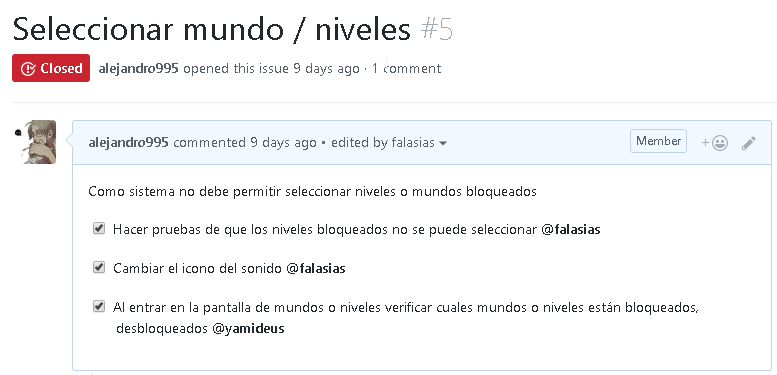 Seleccionar mundo / niveles #5
Closed alejandro995 opened this issue 9 days ago · 1 comment
alejandro995 commented 9 days ago • edited by falasias Member
Como sistema no debe permitir seleccionar niveles o mundos bloqueados
Hacer pruebas de que los niveles bloqueados no se puede seleccionar @falasias
Cambiar el icono del sonido @falasias
Al entrar en la pantalla de mundos o niveles verificar cuales mundos o niveles están bloqueados,
desbloqueados @yamideus